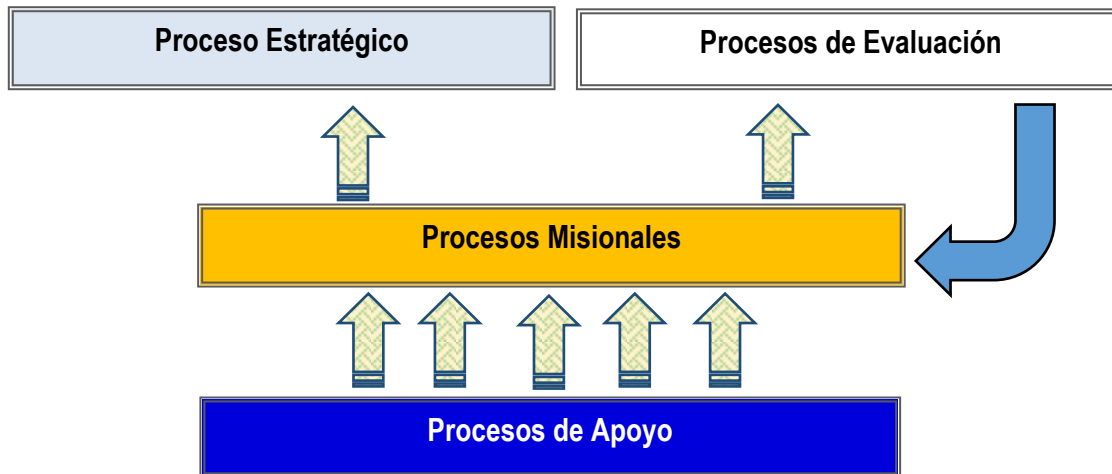 Proceso Estratégico
Procesos de Evaluación
Procesos Misionales
Procesos de Apoyo